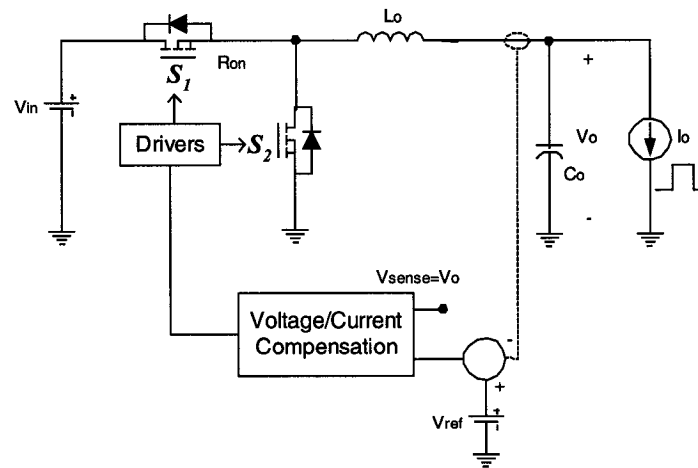 Lo
Ron
S1
Vin
Drivers
S2
+
Vo
Io
Co
-
Vsense=Vo
Voltage/Current
Compensation
-
+
Vref